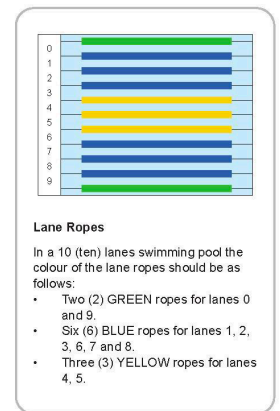 0
1
2
3
4
5
6
7
8
9
Lane Ropes
In a 10 (ten) lanes swimming pool the
colour of the lane ropes should be as
follows:
• Two (2) GREEN ropes for lanes 0
and 9.
• Six (6) BLUE ropes for lanes 1, 2,
3, 6, 7 and 8.
• Three (3) YELLOW ropes for lanes
4, 5.